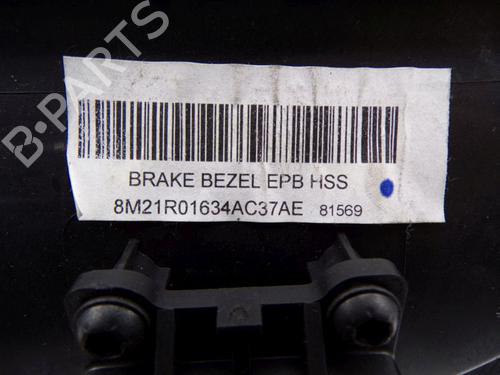 B-PARTS
BRAKE BEZEL EPB HSS
8M21R01634AC37AE 81569